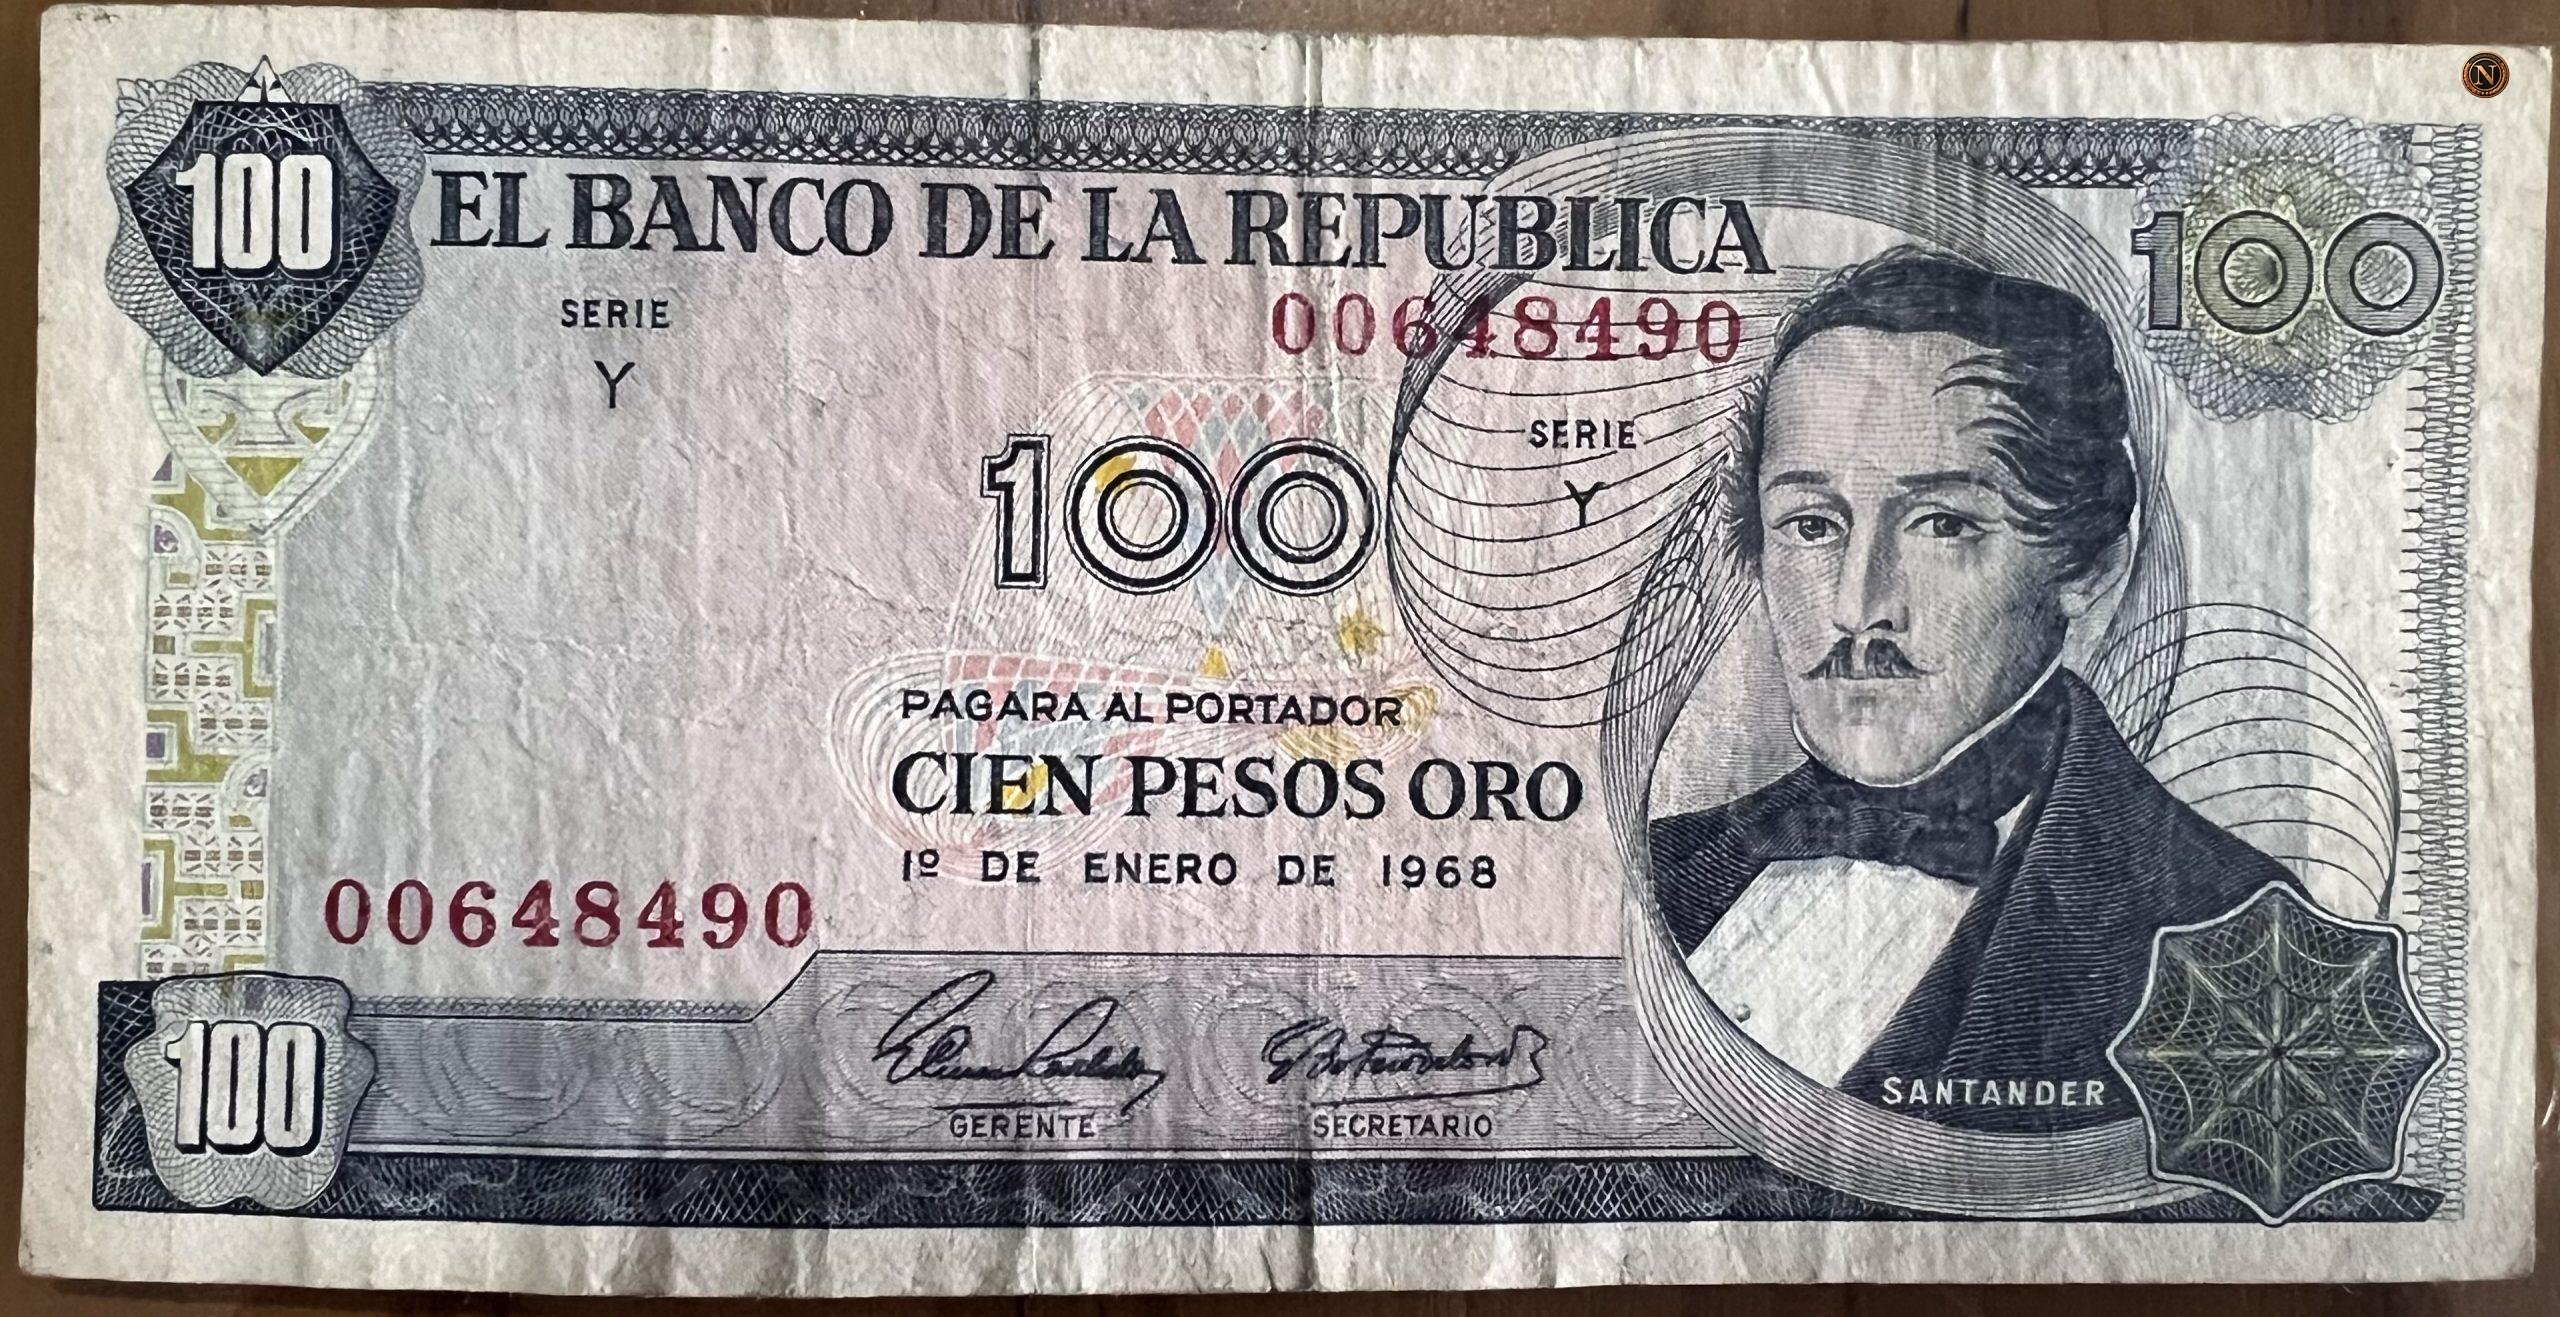 100
100
EL BANCO DE LA REPUBLICA
SERIE
Y
00648490
100
SERIE
Y
PAGARA AL PORTADOR
CIEN PESOS ORO
1º DE ENERO DE 1968
00648490
100
GERENTE
SECRETARIO
SANTANDER
N